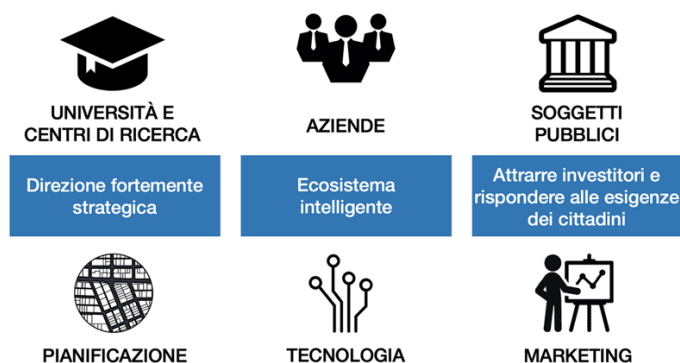 UNIVERSITÀ E
CENTRI DI RICERCA
AZIENDE
SOGGETTI
PUBBLICI
Direzione fortemente
strategica
Ecosistema
intelligente
Attrarre investitori e
rispondere alle esigenze
dei cittadini
PIANIFICAZIONE
TECNOLOGIA
MARKETING